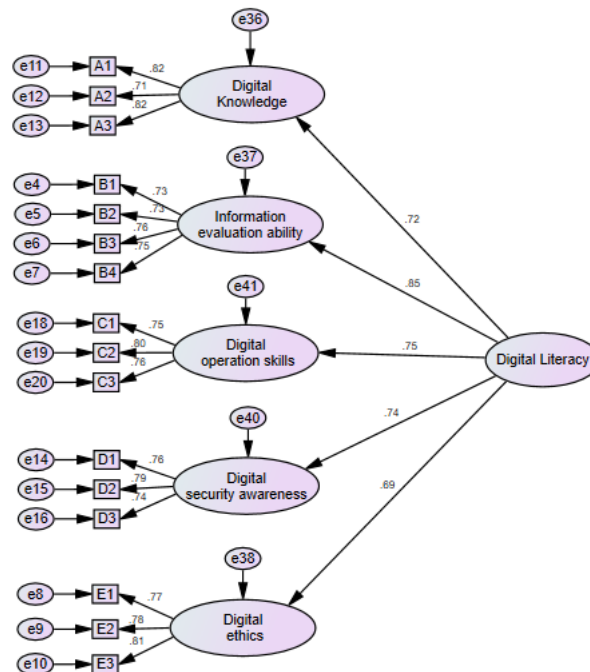 e36
e11
A1
.82
e12
A2
.71
e13
A3
.82
Digital
Knowledge
.72
e37
e4
B1
.73
e5
B2
.73
e6
B3
.76
e7
B4
.75
Information
evaluation ability
.85
e41
e18
C1
.75
e19
C2
.80
e20
C3
.76
Digital
operation skills
.75
Digital Literacy
e40
e14
D1
.76
e15
D2
.79
e16
D3
.74
Digital
security awareness
.74
e38
e8
E1
.77
e9
E2
.78
e10
E3
.81
Digital
ethics
.69